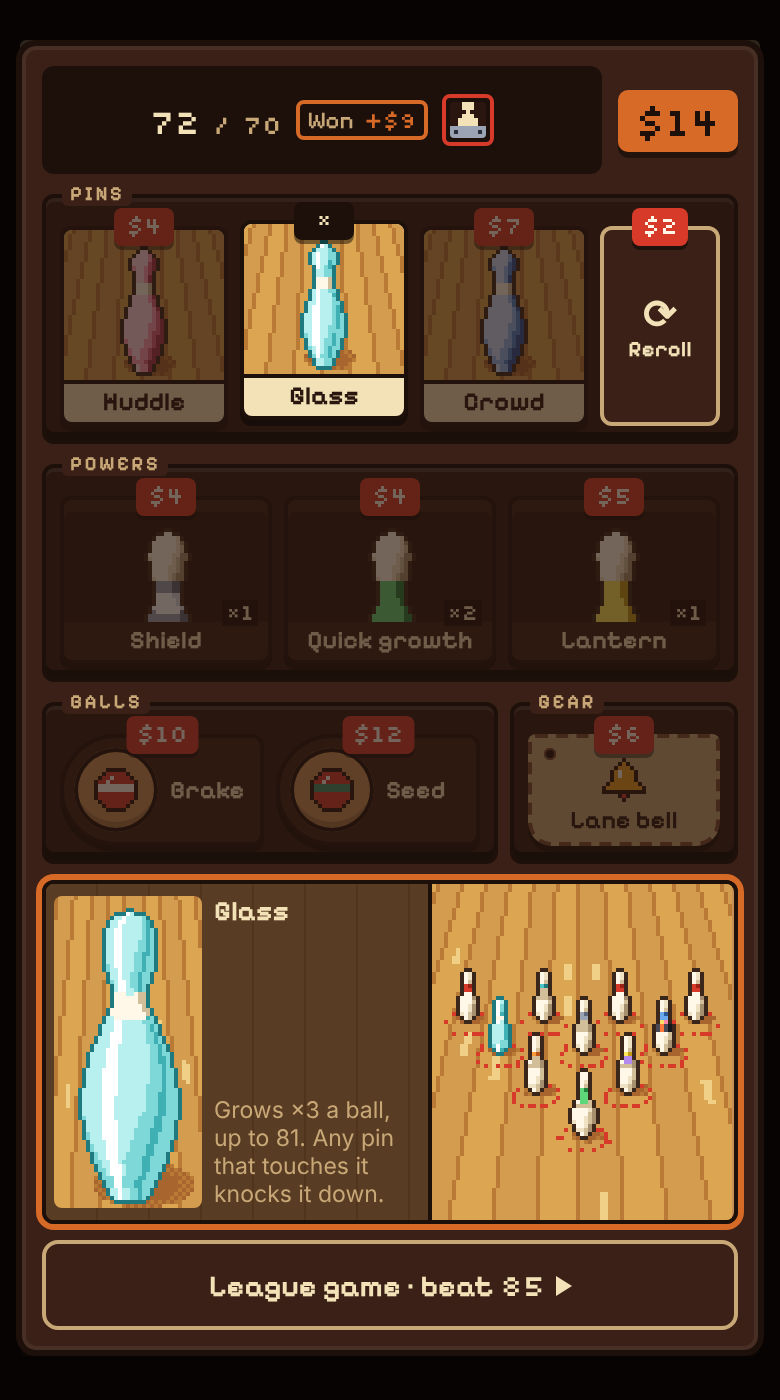 72 / 70 Won +$9 $14
PINS
$4 × $7 $2
Reroll
Huddle Glass Crowd
POWERS
$4 $4 $5
×1 ×2 ×1
Shield Quick growth Lantern
BALLS GEAR
$10 $12 $6
Brake Seed
Lane bell
Glass
Grows ×3 a ball,
up to 81. Any pin
that touches it
knocks it down.
League game · beat 85 ▶